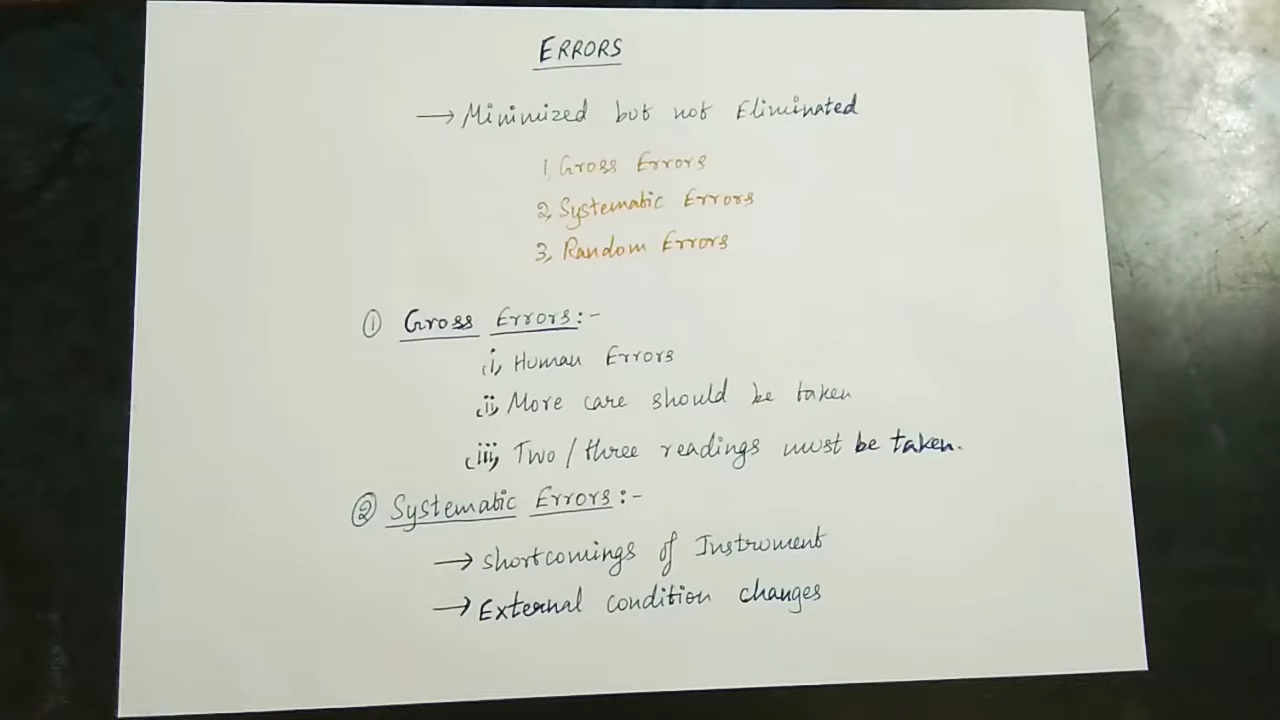 ERRORS
→ Minimized but not Eliminated
1, Gross Errors
2, Systematic Errors
3, Random Errors
① Gross Errors:-
(i) Human Errors
(ii) More care should be taken
(iii) Two / three readings must be taken.
② Systematic Errors:-
→ shortcomings of Instrument
→ External condition changes